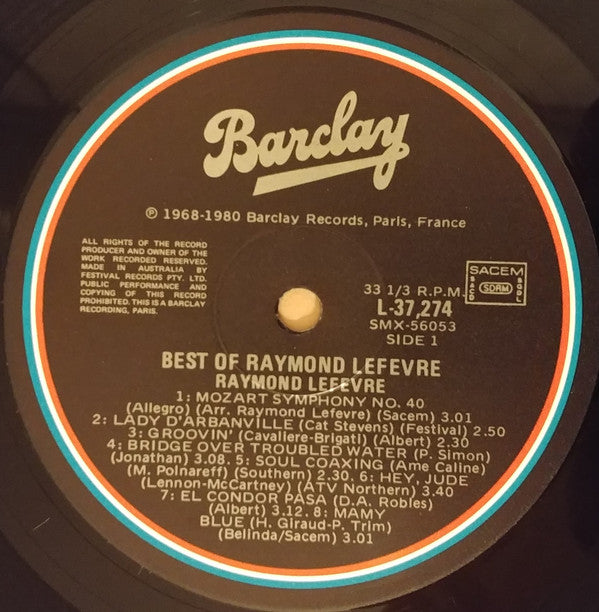 Barclay
℗ 1968-1980 Barclay Records, Paris, France
ALL RIGHTS OF THE RECORD
PRODUCER AND OWNER OF THE
WORK RECORDED RESERVED.
MADE IN AUSTRALIA BY
FESTIVAL RECORDS PTY. LTD.
PUBLIC PERFORMANCE AND
COPYING OF THIS RECORD
PROHIBITED. THIS IS A BARCLAY
RECORDING, PARIS.
33 1/3 R.P.M.
L-37,274
SMX-56053
SIDE 1
SACEM
SACD
SDRM
SGDL
BEST OF RAYMOND LEFEVRE
RAYMOND LEFEVRE
1: MOZART SYMPHONY NO. 40
(Allegro) (Arr. Raymond Lefevre) (Sacem) 3.01
2: LADY D'ARBANVILLE (Cat Stevens) (Festival) 2.50
3: GROOVIN' (Cavaliere-Brigati) (Albert) 2.30
4: BRIDGE OVER TROUBLED WATER (P. Simon)
(Jonathan) 3.08. 5: SOUL COAXING (Ame Caline)
(M. Polnareff) (Southern) 2.30. 6: HEY, JUDE
(Lennon-McCartney) (ATV Northern) 3.40
7: EL CONDOR PASA (D.A. Robles)
(Albert) 3.12. 8: MAMY
BLUE (H. Giraud-P. Trim)
(Belinda/Sacem) 3.01